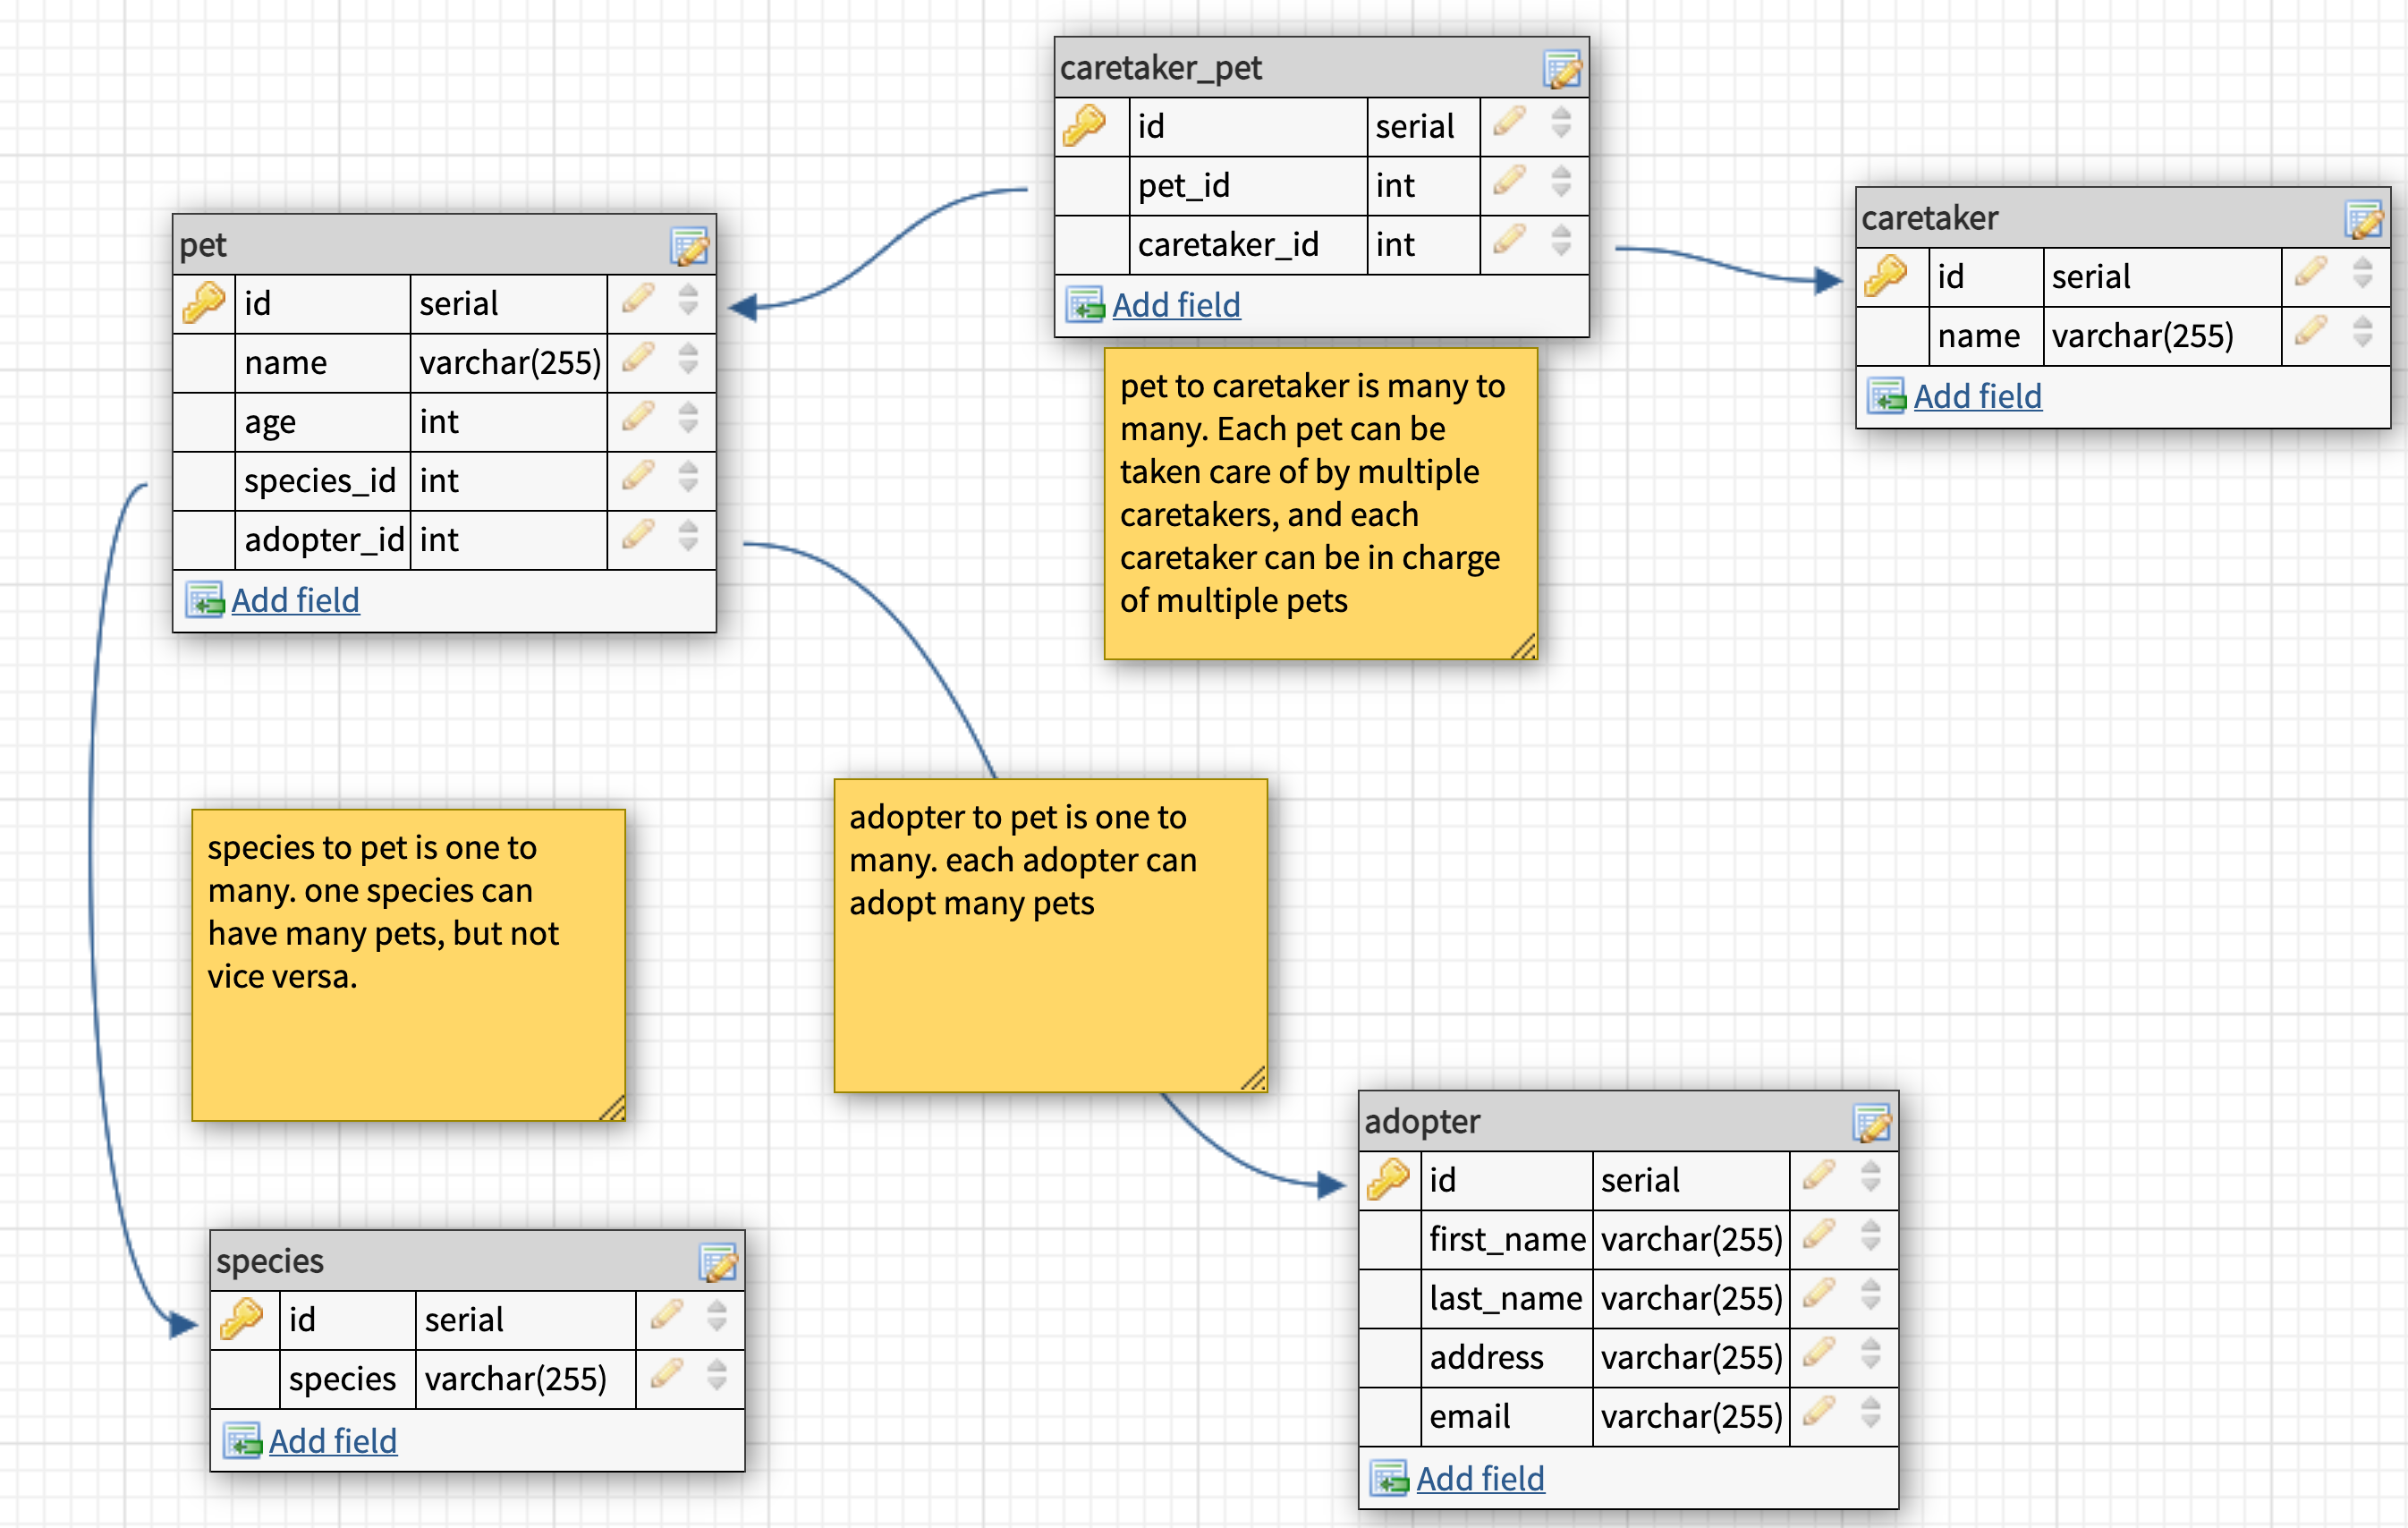 caretaker_pet
id serial
pet_id int
caretaker_id int
Add field
pet to caretaker is many to
many. Each pet can be
taken care of by multiple
caretakers, and each
caretaker can be in charge
of multiple pets
caretaker
id serial
name varchar(255)
Add field
pet
id serial
name varchar(255)
age int
species_id int
adopter_id int
Add field
species to pet is one to
many. one species can
have many pets, but not
vice versa.
adopter to pet is one to
many. each adopter can
adopt many pets
species
id serial
species varchar(255)
Add field
adopter
id serial
first_name varchar(255)
last_name varchar(255)
address varchar(255)
email varchar(255)
Add field